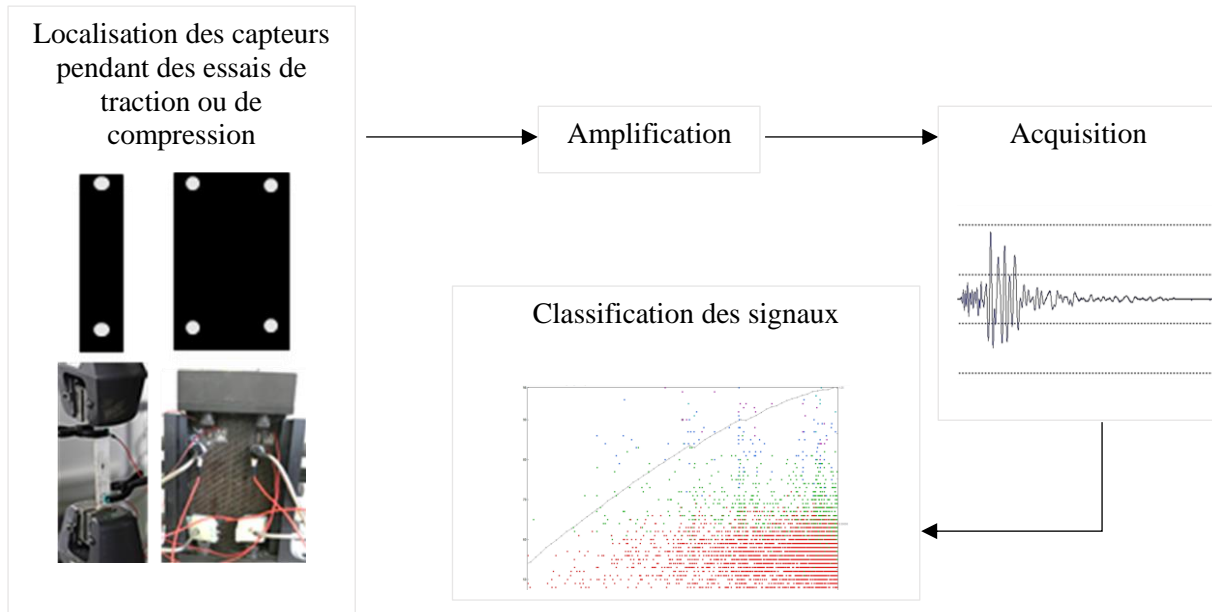 Localisation des capteurs
pendant des essais de
traction ou de
compression
Amplification
Acquisition
Classification des signaux